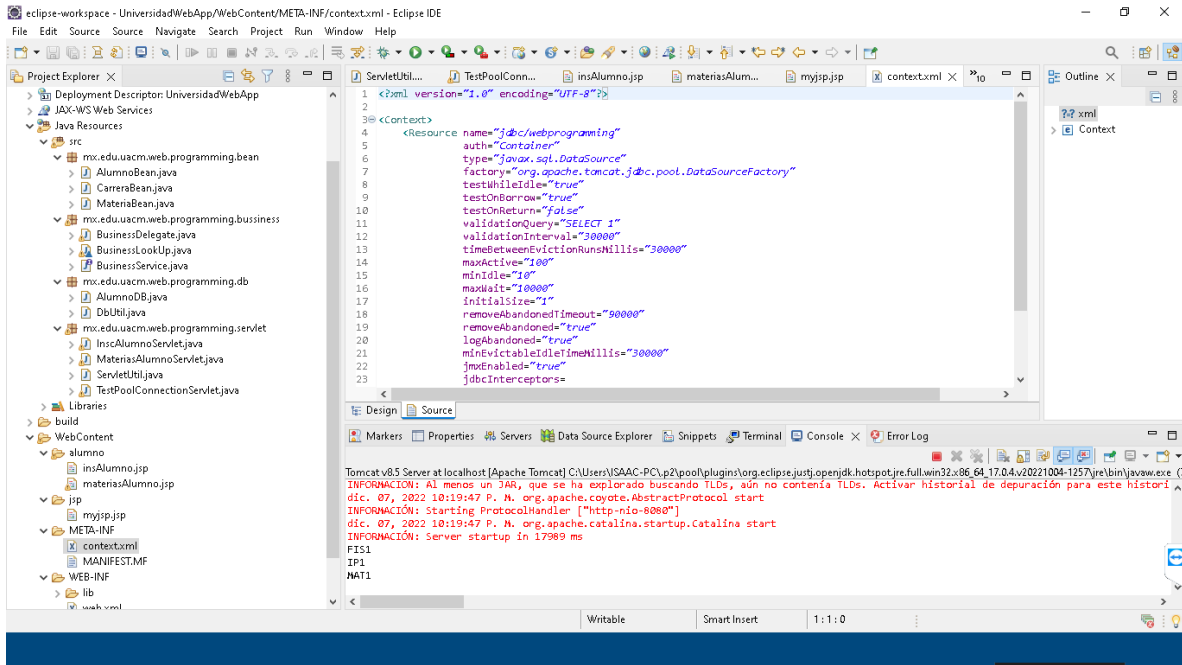 eclipse-workspace - UniversidadWebApp/WebContent/META-INF/context.xml - Eclipse IDE
File Edit Source Source Navigate Search Project Run Window Help
Project Explorer
Deployment Descriptor: UniversidadWebApp
JAX-WS Web Services
Java Resources
src
mx.edu.uacm.web.programming.bean
AlumnoBean.java
CarreraBean.java
MateriaBean.java
mx.edu.uacm.web.programming.bussiness
BusinessDelegate.java
BusinessLookUp.java
BusinessService.java
mx.edu.uacm.web.programming.db
AlumnoDB.java
DbUtil.java
mx.edu.uacm.web.programming.servlet
InscAlumnoServlet.java
MateriasAlumnoServlet.java
ServletUtil.java
TestPoolConnectionServlet.java
Libraries
build
WebContent
alumno
insAlumno.jsp
materiasAlumno.jsp
jsp
myjsp.jsp
META-INF
context.xml
MANIFEST.MF
WEB-INF
lib
web.xml
ServletUtil.... TestPoolConn... insAlumno.jsp materiasAlum... myjsp.jsp context.xml »10
1 <?xml version="1.0" encoding="UTF-8"?>
2
3 <Context>
4 <Resource name="jdbc/webprogramming"
5 auth="Container"
6 type="javax.sql.DataSource"
7 factory="org.apache.tomcat.jdbc.pool.DataSourceFactory"
8 testWhileIdle="true"
9 testOnBorrow="true"
10 testOnReturn="false"
11 validationQuery="SELECT 1"
12 validationInterval="30000"
13 timeBetweenEvictionRunsMillis="30000"
14 maxActive="100"
15 minIdle="10"
16 maxWait="10000"
17 initialSize="1"
18 removeAbandonedTimeout="90000"
19 removeAbandoned="true"
20 logAbandoned="true"
21 minEvictableIdleTimeMillis="30000"
22 jmxEnabled="true"
23 jdbcInterceptors=
Design Source
Outline
xml
Context
Markers Properties Servers Data Source Explorer Snippets Terminal Console Error Log
Tomcat v8.5 Server at localhost [Apache Tomcat] C:\Users\ISAAC-PC\.p2\pool\plugins\org.eclipse.justj.openjdk.hotspot.jre.full.win32.x86_64_17.0.4.v20221004-1257\jre\bin\javaw.exe (
INFORMACIÓN: Al menos un JAR, que se ha explorado buscando TLDs, aún no contenía TLDs. Activar historial de depuración para este histori
dic. 07, 2022 10:19:47 P. M. org.apache.coyote.AbstractProtocol start
INFORMACIÓN: Starting ProtocolHandler ["http-nio-8080"]
dic. 07, 2022 10:19:47 P. M. org.apache.catalina.startup.Catalina start
INFORMACIÓN: Server startup in 17989 ms
FIS1
IP1
MAT1
Writable Smart Insert 1:1:0